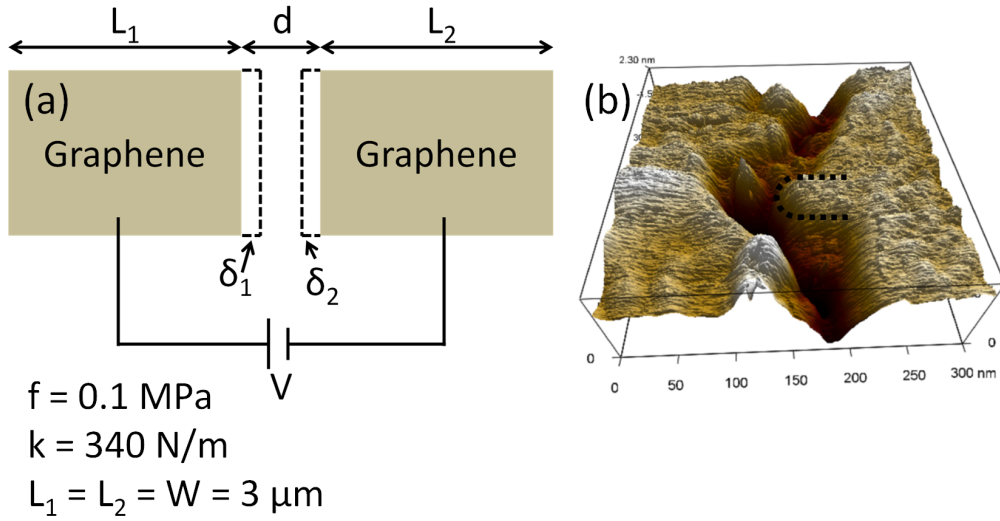 L₁ d L₂
(a)
Graphene Graphene
δ₁ δ₂
V
f = 0.1 MPa
k = 340 N/m
L₁ = L₂ = W = 3 μm
2.30 nm
(b)
0 0
0 50 100 150 200 250 300 nm